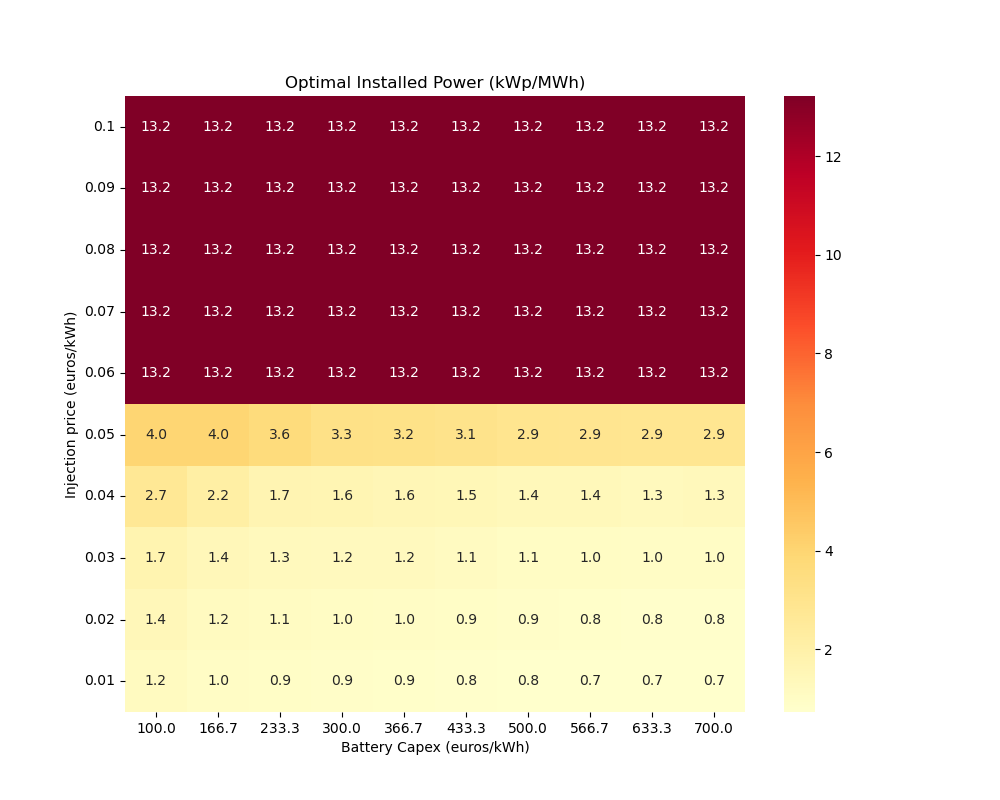 Optimal Installed Power (kWp/MWh)
Injection price (euros/kWh)
0.1 13.2 13.2 13.2 13.2 13.2 13.2 13.2 13.2 13.2 13.2
0.09 13.2 13.2 13.2 13.2 13.2 13.2 13.2 13.2 13.2 13.2
0.08 13.2 13.2 13.2 13.2 13.2 13.2 13.2 13.2 13.2 13.2
0.07 13.2 13.2 13.2 13.2 13.2 13.2 13.2 13.2 13.2 13.2
0.06 13.2 13.2 13.2 13.2 13.2 13.2 13.2 13.2 13.2 13.2
0.05 4.0 4.0 3.6 3.3 3.2 3.1 2.9 2.9 2.9 2.9
0.04 2.7 2.2 1.7 1.6 1.6 1.5 1.4 1.4 1.3 1.3
0.03 1.7 1.4 1.3 1.2 1.2 1.1 1.1 1.0 1.0 1.0
0.02 1.4 1.2 1.1 1.0 1.0 0.9 0.9 0.8 0.8 0.8
0.01 1.2 1.0 0.9 0.9 0.9 0.8 0.8 0.7 0.7 0.7
100.0 166.7 233.3 300.0 366.7 433.3 500.0 566.7 633.3 700.0
Battery Capex (euros/kWh)
12
10
8
6
4
2